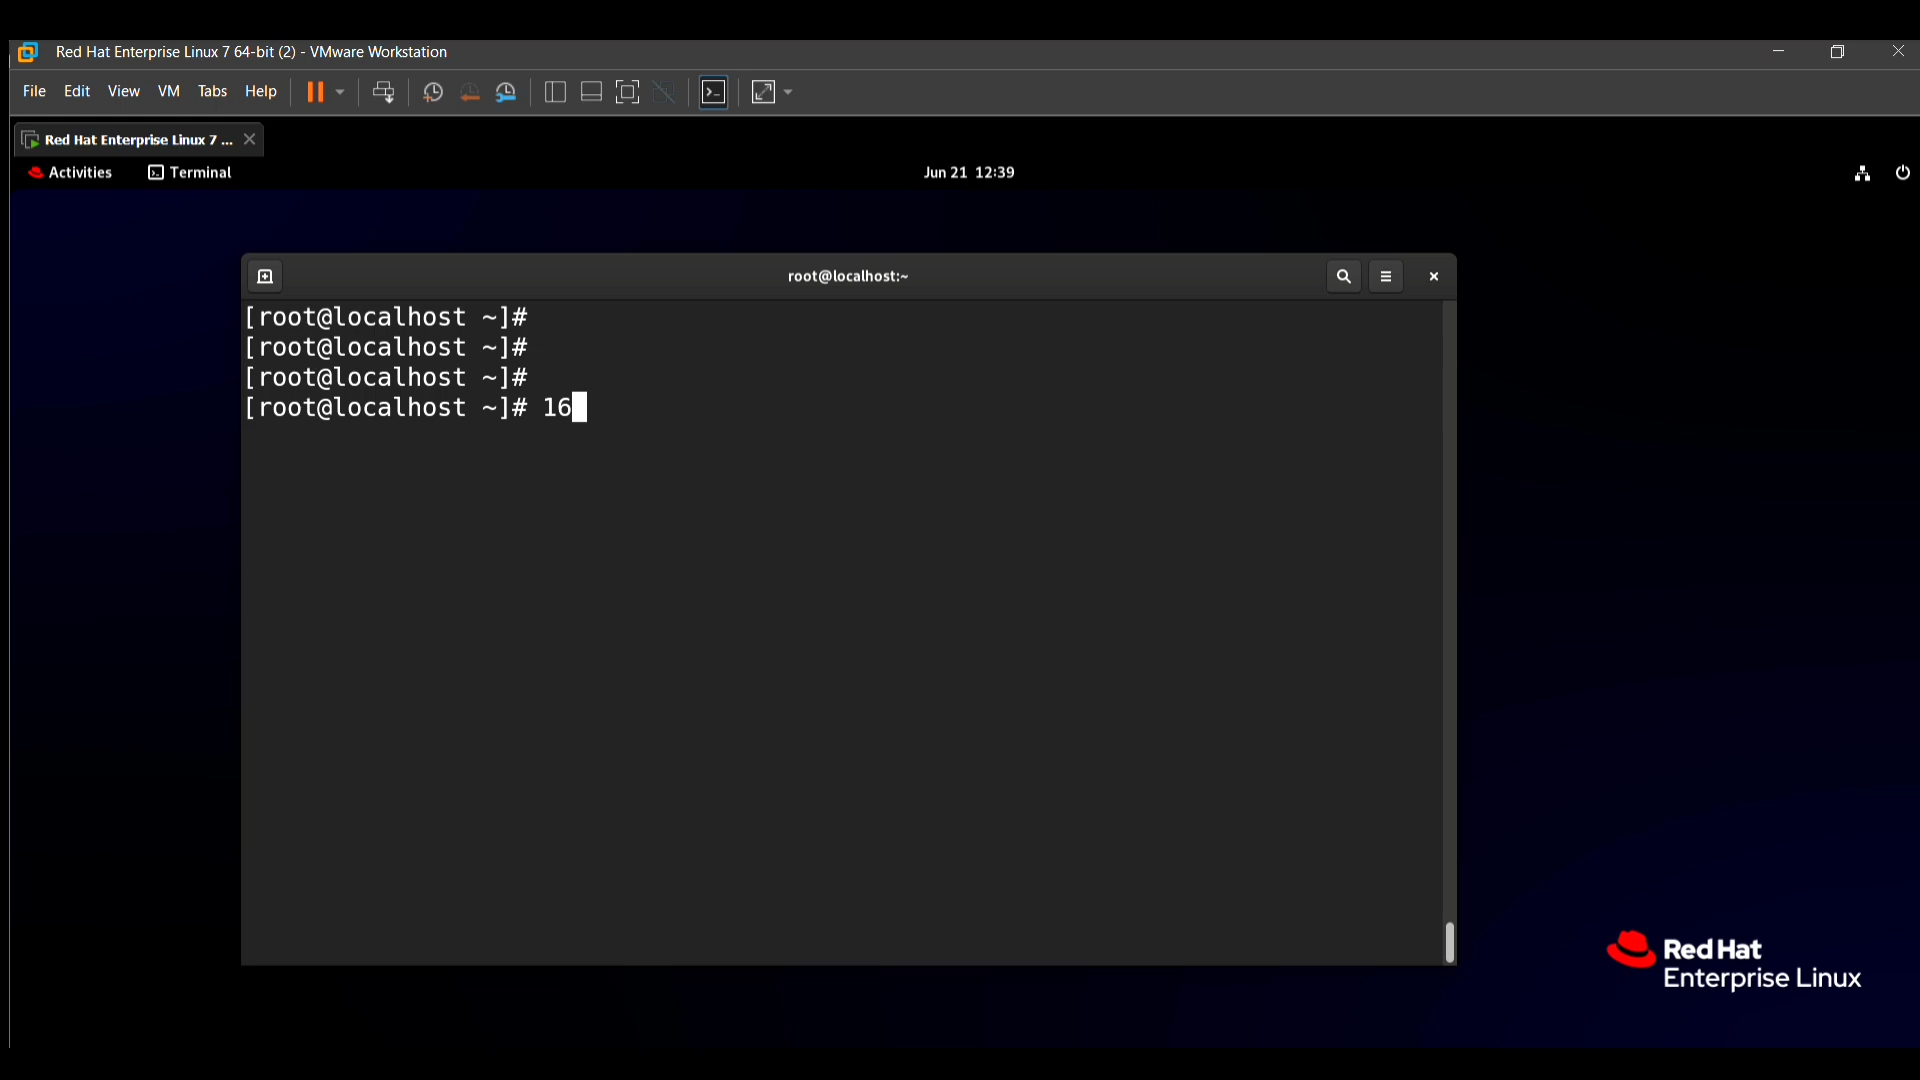 Red Hat Enterprise Linux 7 64-bit (2) - VMware Workstation
File Edit View VM Tabs Help
Red Hat Enterprise Linux 7 ...
Activities Terminal Jun 21 12:39
root@localhost:~
[root@localhost ~]#
[root@localhost ~]#
[root@localhost ~]#
[root@localhost ~]# 16
Red Hat
Enterprise Linux